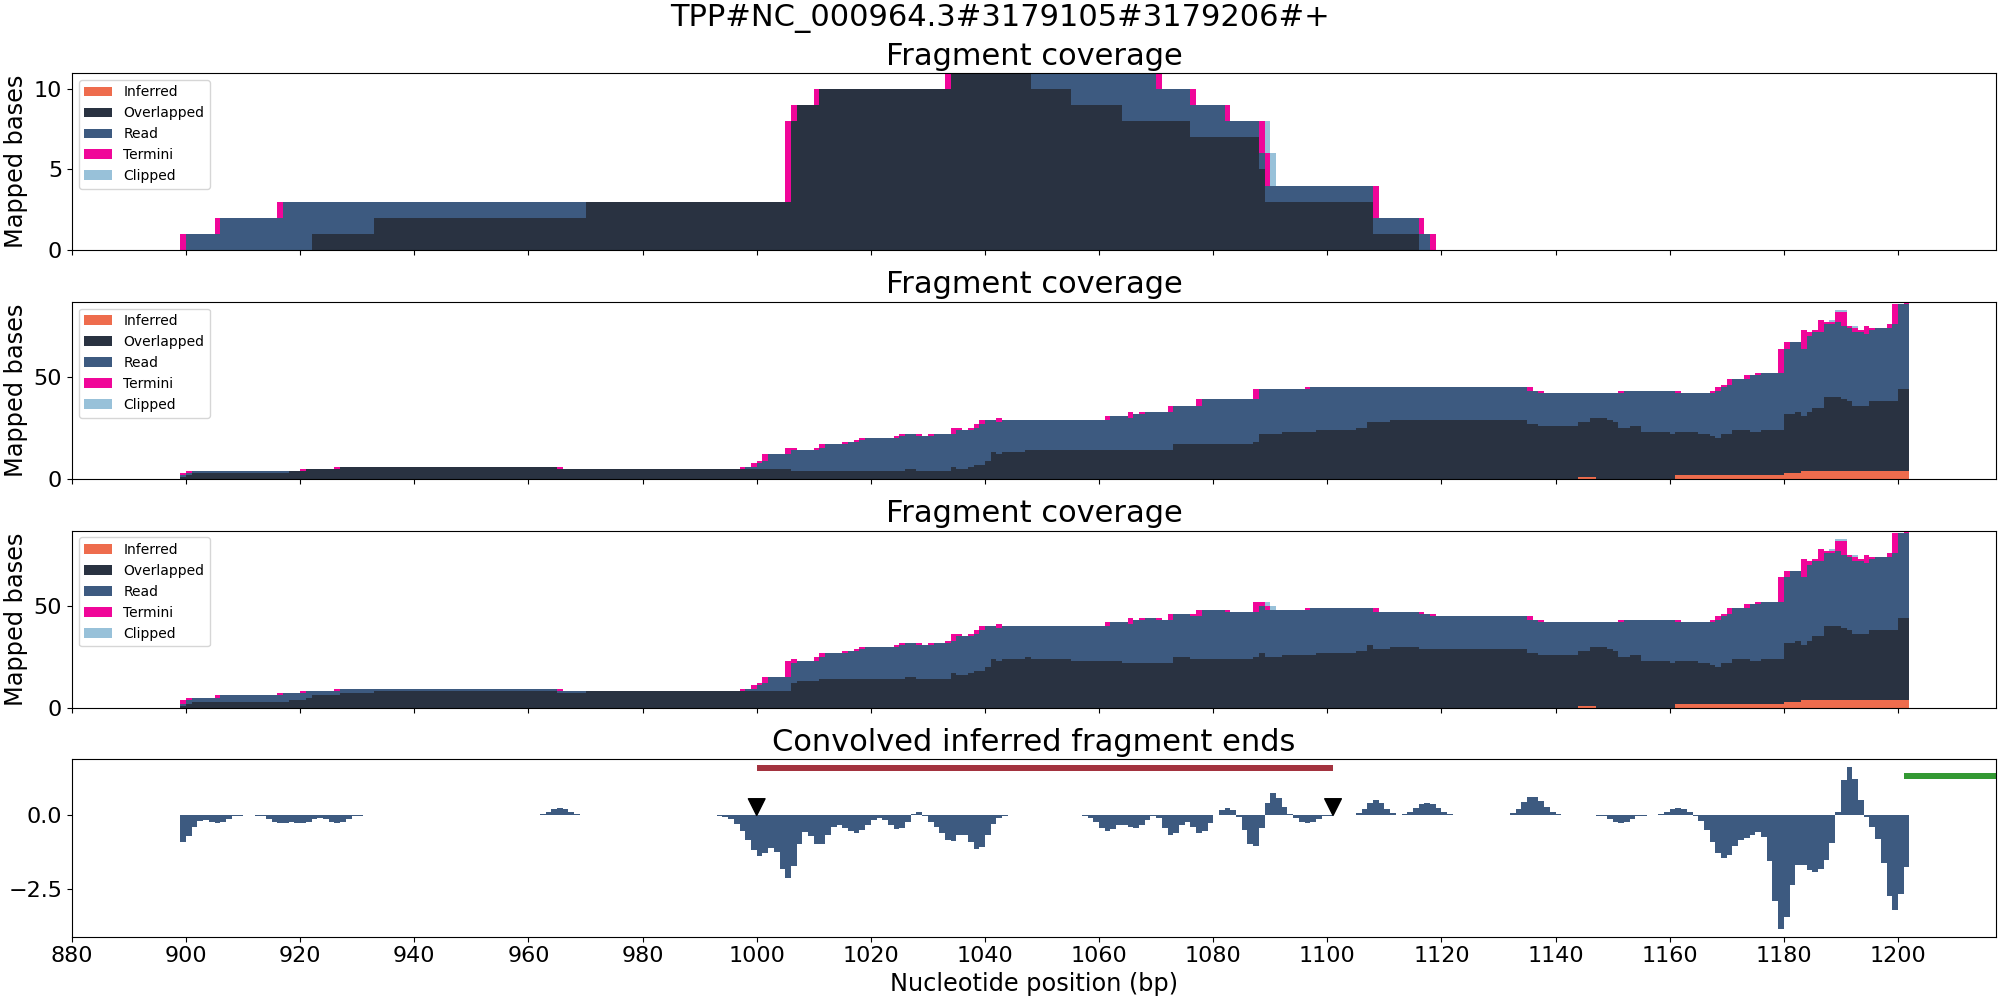 TPP#NC_000964.3#3179105#3179206#+
Fragment coverage
Mapped bases
10
5
0
Inferred
Overlapped
Read
Termini
Clipped
Fragment coverage
Mapped bases
50
0
Inferred
Overlapped
Read
Termini
Clipped
Fragment coverage
Mapped bases
50
0
Inferred
Overlapped
Read
Termini
Clipped
Convolved inferred fragment ends
0.0
−2.5
880 900 920 940 960 980 1000 1020 1040 1060 1080 1100 1120 1140 1160 1180 1200
Nucleotide position (bp)